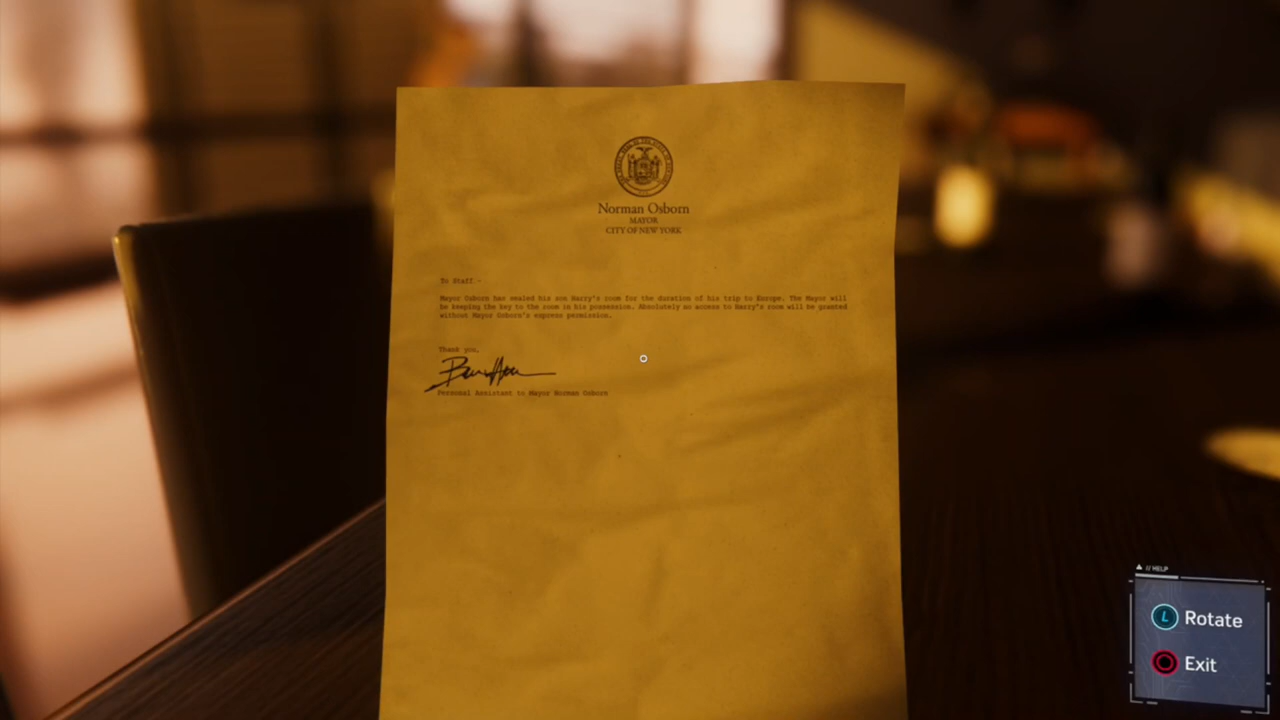 Norman Osborn
MAYOR
CITY OF NEW YORK
To Staff -
Mayor Osborn has sealed his son Harry's room for the duration of his trip to Europe. The Mayor will
be keeping the key to the room in his possession. Absolutely no access to Harry's room will be granted
without Mayor Osborn's express permission.
Thank you,
Personal Assistant to Mayor Norman Osborn
// HELP
L Rotate
Exit